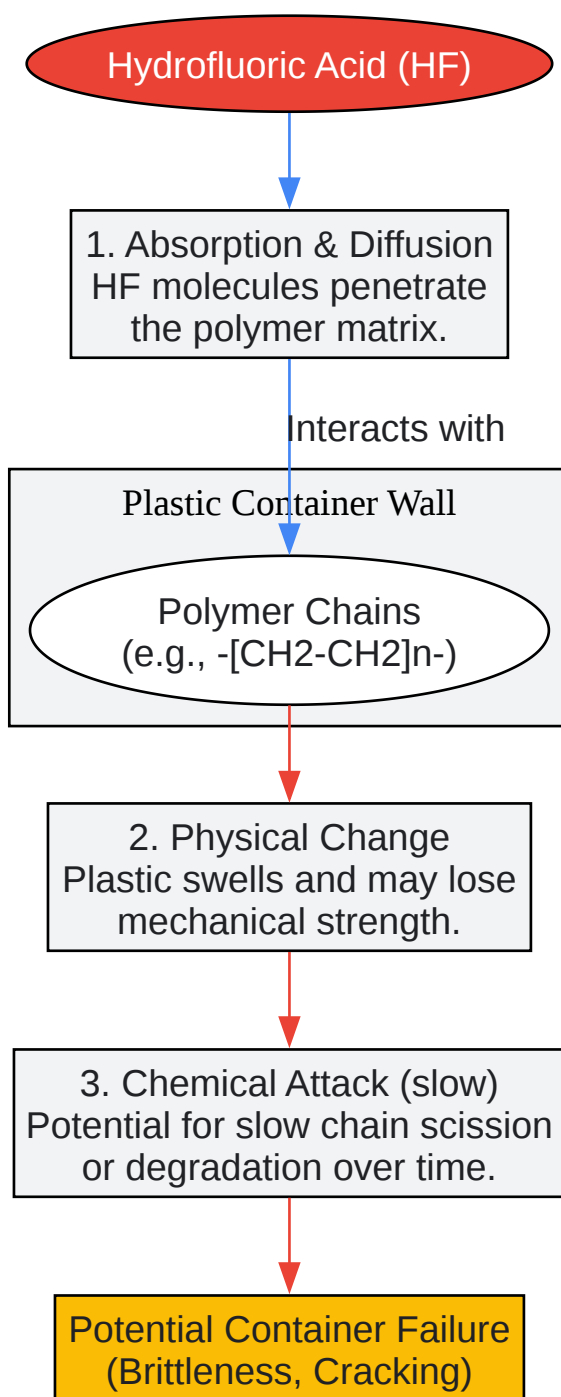 Hydrofluoric Acid (HF)
1. Absorption & Diffusion
HF molecules penetrate
the polymer matrix.
Interacts with
Plastic Container Wall
Polymer Chains
(e.g., -[CH2-CH2]n-)
2. Physical Change
Plastic swells and may lose
mechanical strength.
3. Chemical Attack (slow)
Potential for slow chain scission
or degradation over time.
Potential Container Failure
(Brittleness, Cracking)